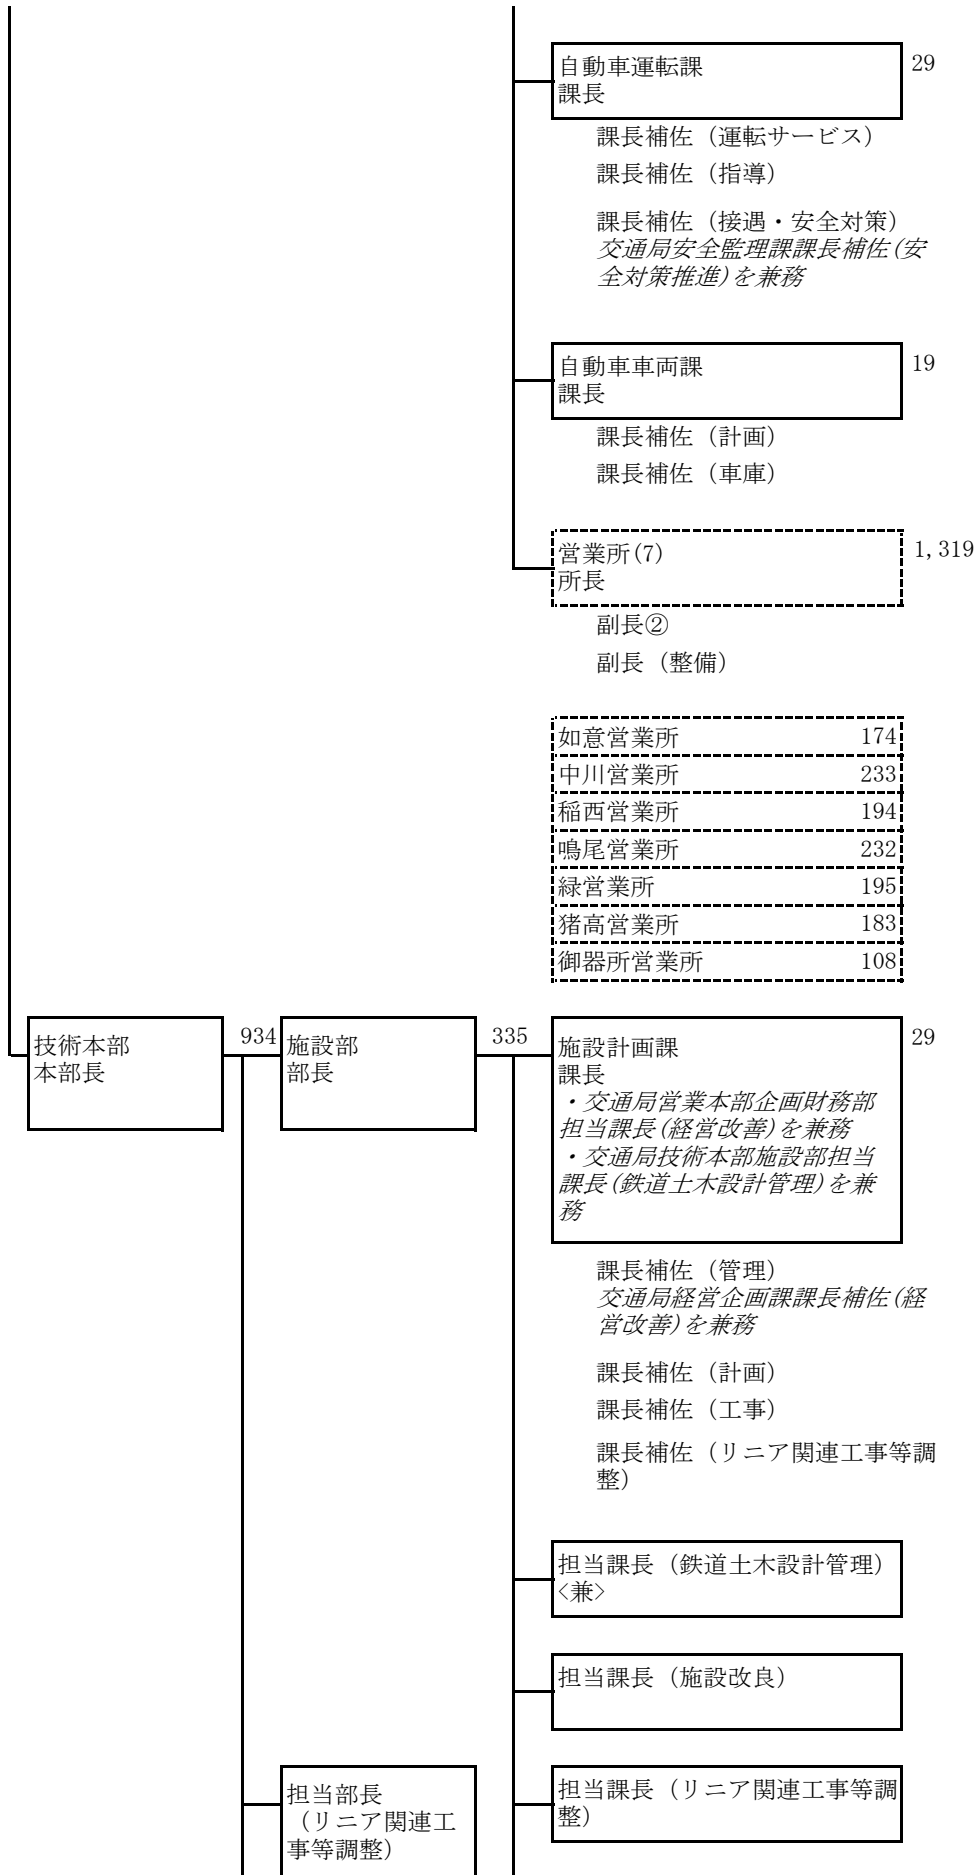 自動車運転課
課長
29
課長補佐（運転サービス）
課長補佐（指導）
課長補佐（接遇・安全対策）
交通局安全監理課課長補佐(安
全対策推進)を兼務
自動車車両課
課長
19
課長補佐（計画）
課長補佐（車庫）
営業所(7)
所長
1,319
副長②
副長（整備）
如意営業所 174
中川営業所 233
稲西営業所 194
鳴尾営業所 232
緑営業所 195
猪高営業所 183
御器所営業所 108
技術本部
本部長
934
施設部
部長
335
施設計画課
課長
・交通局営業本部企画財務部
担当課長(経営改善)を兼務
・交通局技術本部施設部担当
課長(鉄道土木設計管理)を兼
務
29
課長補佐（管理）
交通局経営企画課課長補佐(経
営改善)を兼務
課長補佐（計画）
課長補佐（工事）
課長補佐（リニア関連工事等調
整）
担当課長（鉄道土木設計管理）
<兼>
担当課長（施設改良）
担当部長
（リニア関連工
事等調整）
担当課長（リニア関連工事等調
整）